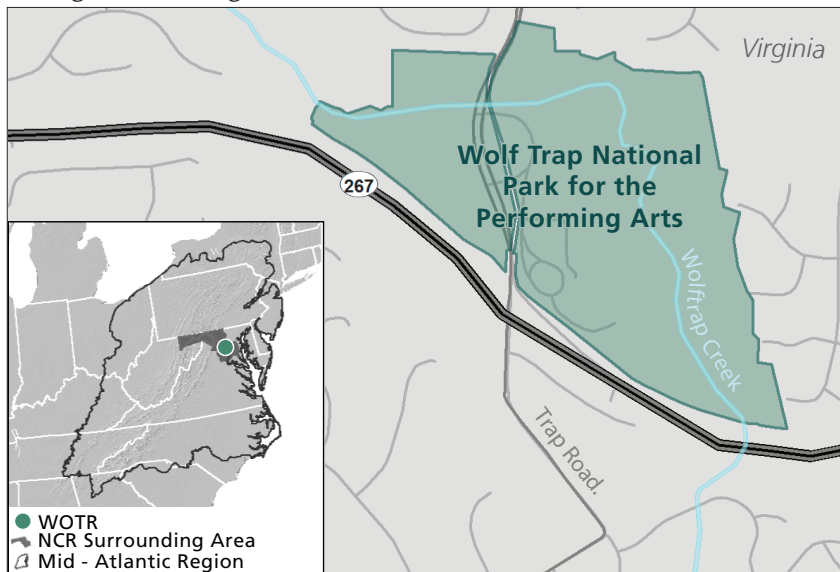 Virginia
Wolf Trap National
Park for the
Performing Arts
267
Wolftrap Creek
Trap Road.
WOTR
NCR Surrounding Area
Mid - Atlantic Region